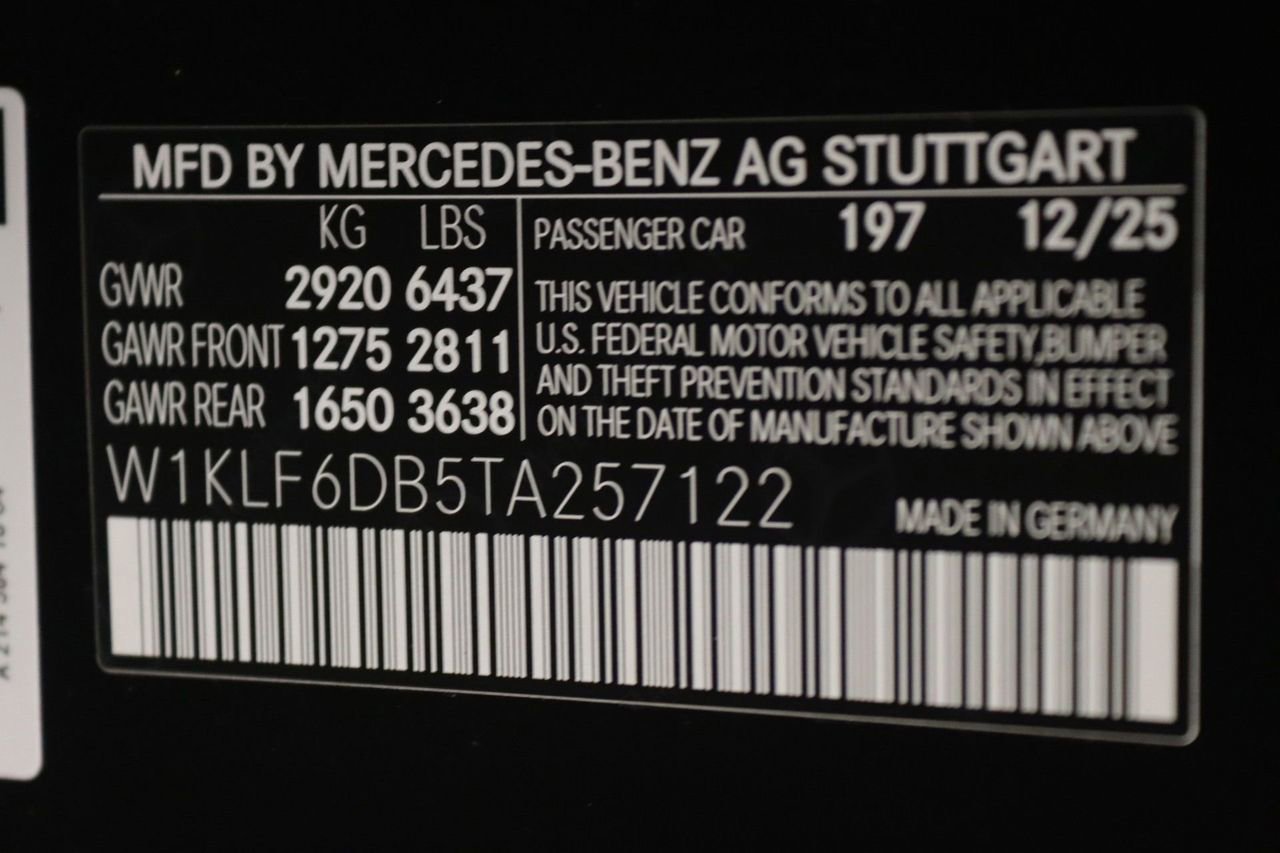 MFD BY MERCEDES-BENZ AG STUTTGART
KG LBS
GVWR 2920 6437
GAWR FRONT 1275 2811
GAWR REAR 1650 3638
PASSENGER CAR 197 12/25
THIS VEHICLE CONFORMS TO ALL APPLICABLE
U.S. FEDERAL MOTOR VEHICLE SAFETY,BUMPER
AND THEFT PREVENTION STANDARDS IN EFFECT
ON THE DATE OF MANUFACTURE SHOWN ABOVE
W1KLF6DB5TA257122
MADE IN GERMANY